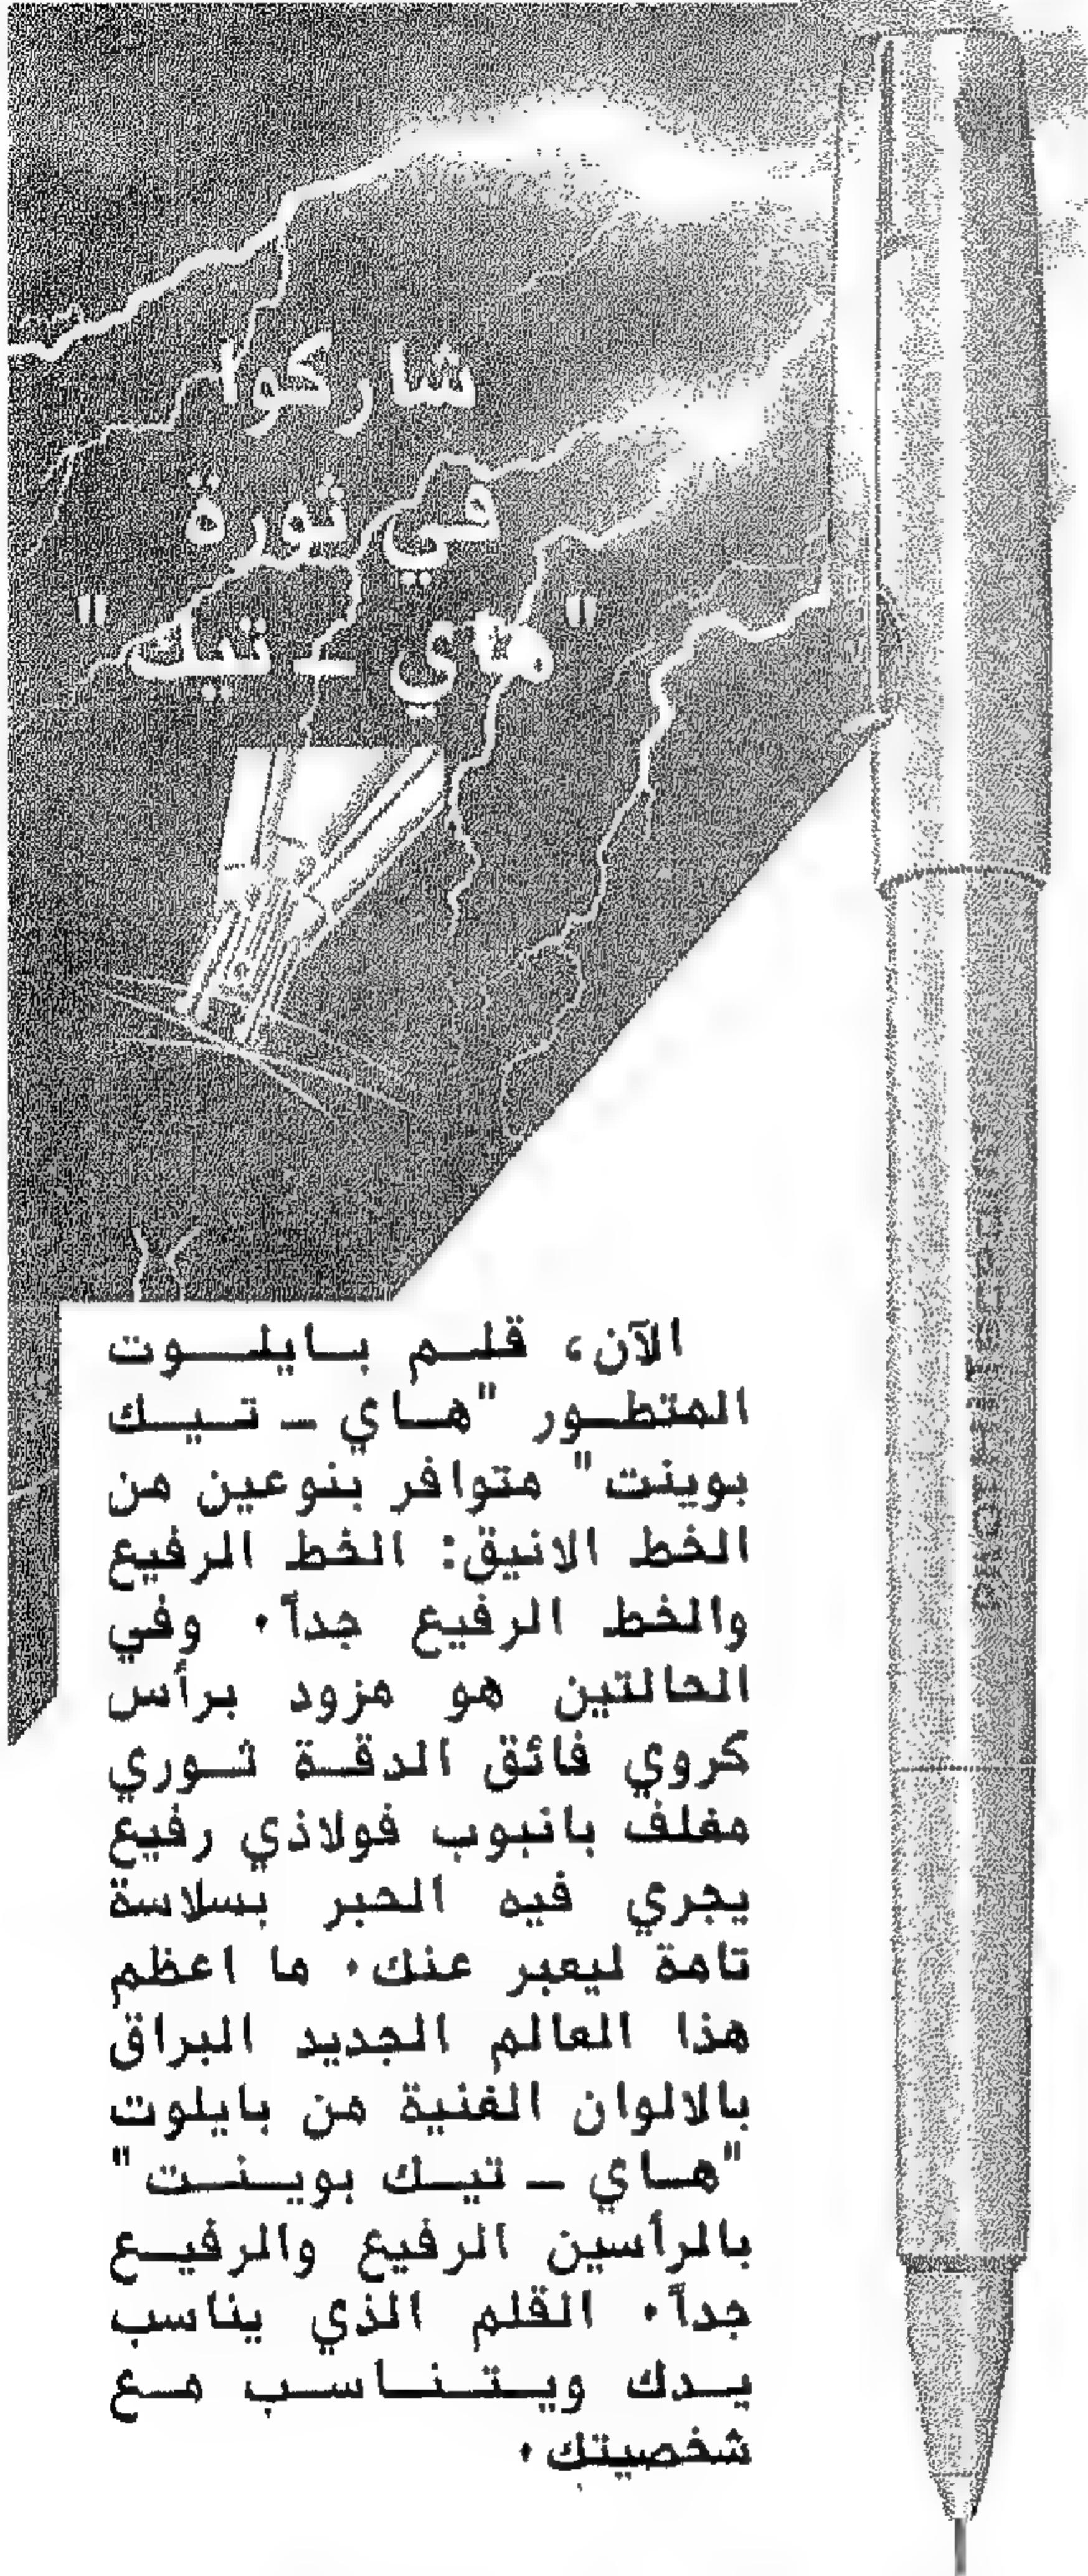 شاركوا
في ثورة
"هاي - تيك"
الآن، قلم بايلوت
المتطور "هاي - تيك
بوينت" متوافر بنوعين من
الخط الانيق: الخط الرفيع
والخط الرفيع جداً. وفي
الحالتين هو مزود برأس
كروي فائق الدقة ثوري
مغلف بانبوب فولاذي رفيع
يجري فيه الحبر بسلاسة
تامة ليعبر عنك. ما اعظم
هذا العالم الجديد البراق
بالالوان الغنية من بايلوت
"هاي - تيك بوينت"
بالرأسين الرفيع والرفيع
جداً. القلم الذي يناسب
يدك ويتناسب مع
شخصيتك.